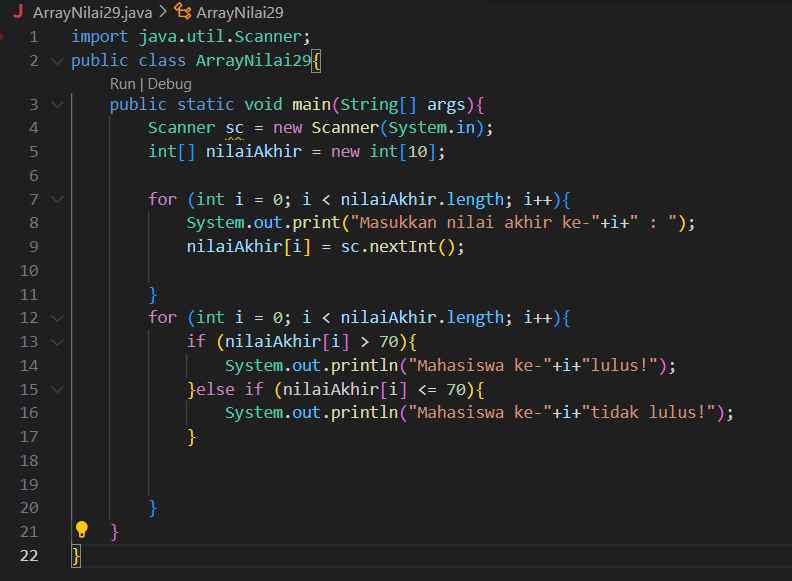 J ArrayNilai29.java > ArrayNilai29
1 import java.util.Scanner;
2 public class ArrayNilai29{
Run | Debug
3 public static void main(String[] args){
4 Scanner sc = new Scanner(System.in);
5 int[] nilaiAkhir = new int[10];
6
7 for (int i = 0; i < nilaiAkhir.length; i++){
8 System.out.print("Masukkan nilai akhir ke-"+i+" : ");
9 nilaiAkhir[i] = sc.nextInt();
10
11 }
12 for (int i = 0; i < nilaiAkhir.length; i++){
13 if (nilaiAkhir[i] > 70){
14 System.out.println("Mahasiswa ke-"+i+"lulus!");
15 }else if (nilaiAkhir[i] <= 70){
16 System.out.println("Mahasiswa ke-"+i+"tidak lulus!");
17 }
18
19
20 }
21 }
22 }